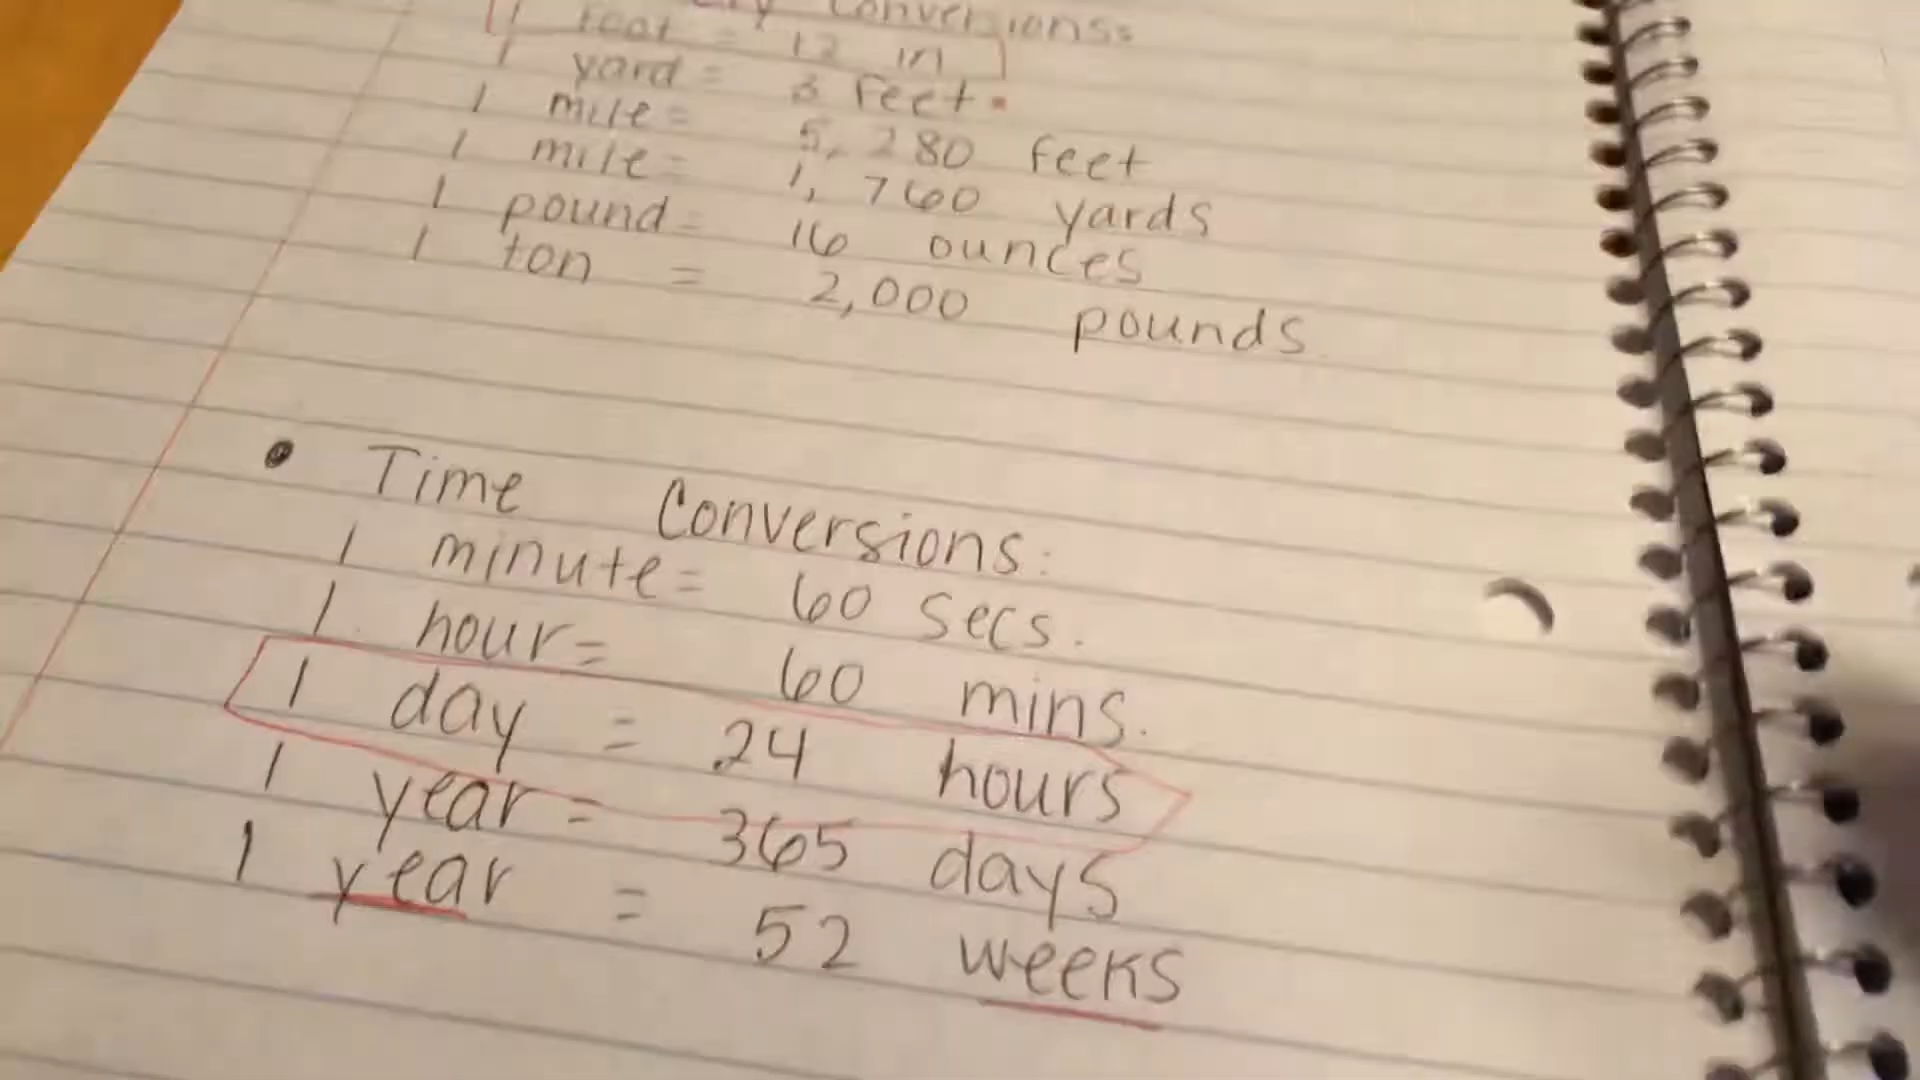 Conversions:
1 foot = 12 in
1 yard = 3 feet
1 mile = 5,280 feet
1 mile = 1,760 yards
1 pound = 16 ounces
1 ton = 2,000 pounds
• Time Conversions:
1 minute = 60 secs.
1 hour = 60 mins.
1 day = 24 hours
1 year = 365 days
1 year = 52 weeks